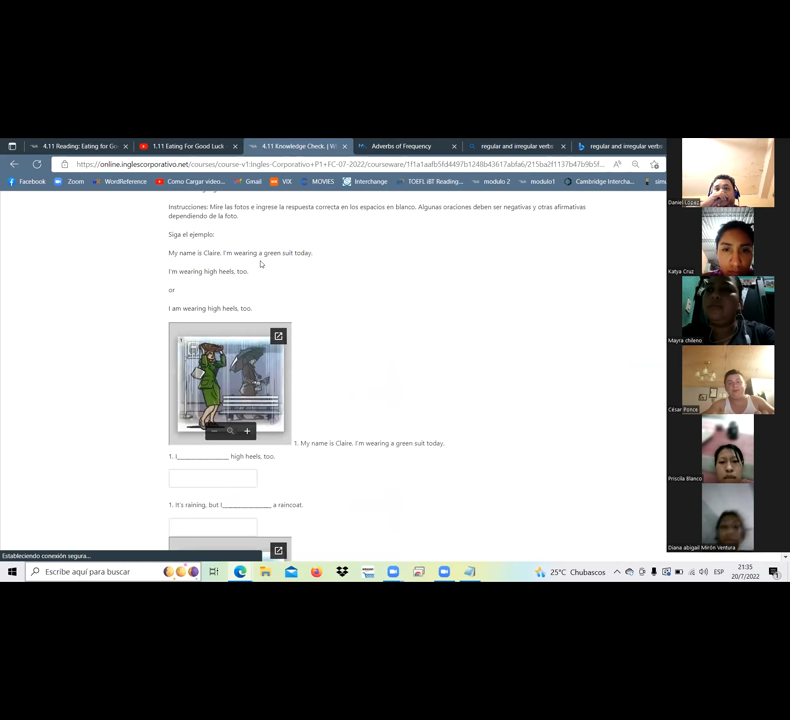 4.11 Reading: Eating for Go
1.11 Eating For Good Luck
4.11 Knowledge Check. | W
Adverbs of Frequency
regular and irregular verbs
regular and irregular verbs
https://online.inglescorporativo.net/courses/course-v1:Ingles-Corporativo+P1+FC-07-2022/courseware/
Facebook
Zoom
WordReference
Como Cargar video...
Gmail
VIX
MOVIES
Interchange
TOEFL iBT Reading...
modulo 2
modulo1
Cambridge Intercha...
Instrucciones: Mire las fotos e ingrese la respuesta correcta en los espacios en blanco. Algunas oraciones deben ser negativas y otras afirmativas
dependiendo de la foto.
Siga el ejemplo:
My name is Claire. I'm wearing a green suit today.
I'm wearing high heels, too.
or
I am wearing high heels, too.
1. My name is Claire. I'm wearing a green suit today.
1. I______________ high heels, too.
1. It's raining, but I______________ a raincoat.
Estableciendo conexión segura...
Escribe aquí para buscar
25°C Chubascos
ESP
21:35
20/7/2022
Daniel López
Katya Cruz
Mayra chileno
César Ponce
Priscila Blanco
Diana abigail Mirón Ventura